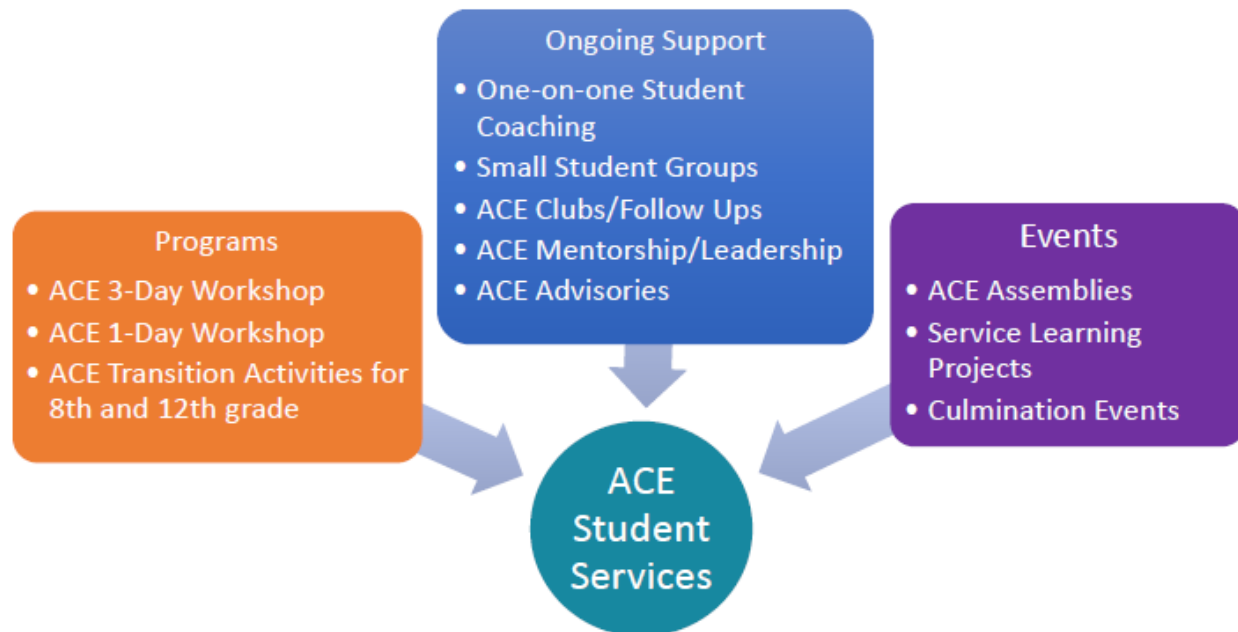 Ongoing Support
• One-on-one Student
Coaching
• Small Student Groups
• ACE Clubs/Follow Ups
• ACE Mentorship/Leadership
• ACE Advisories
Programs
• ACE 3-Day Workshop
• ACE 1-Day Workshop
• ACE Transition Activities for
8th and 12th grade
Events
• ACE Assemblies
• Service Learning
Projects
• Culmination Events
ACE
Student
Services